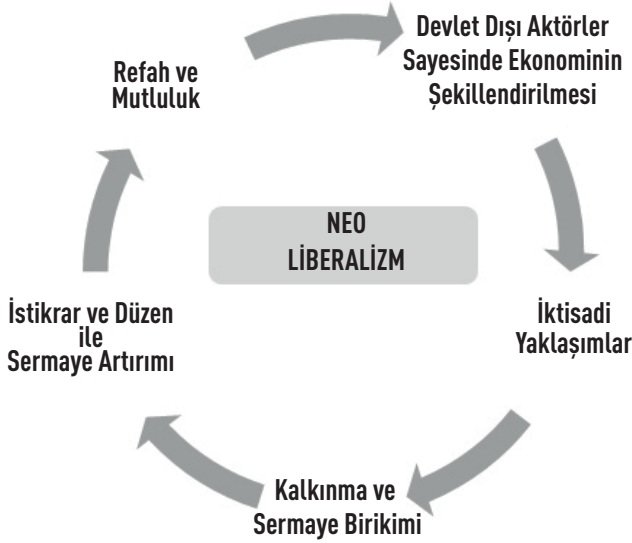 Devlet Dışı Aktörler
Sayesinde Ekonominin
Şekillendirilmesi
Refah ve
Mutluluk
NEO
LİBERALİZM
İstikrar ve Düzen
ile
Sermaye Artırımı
İktisadi
Yaklaşımlar
Kalkınma ve
Sermaye Birikimi